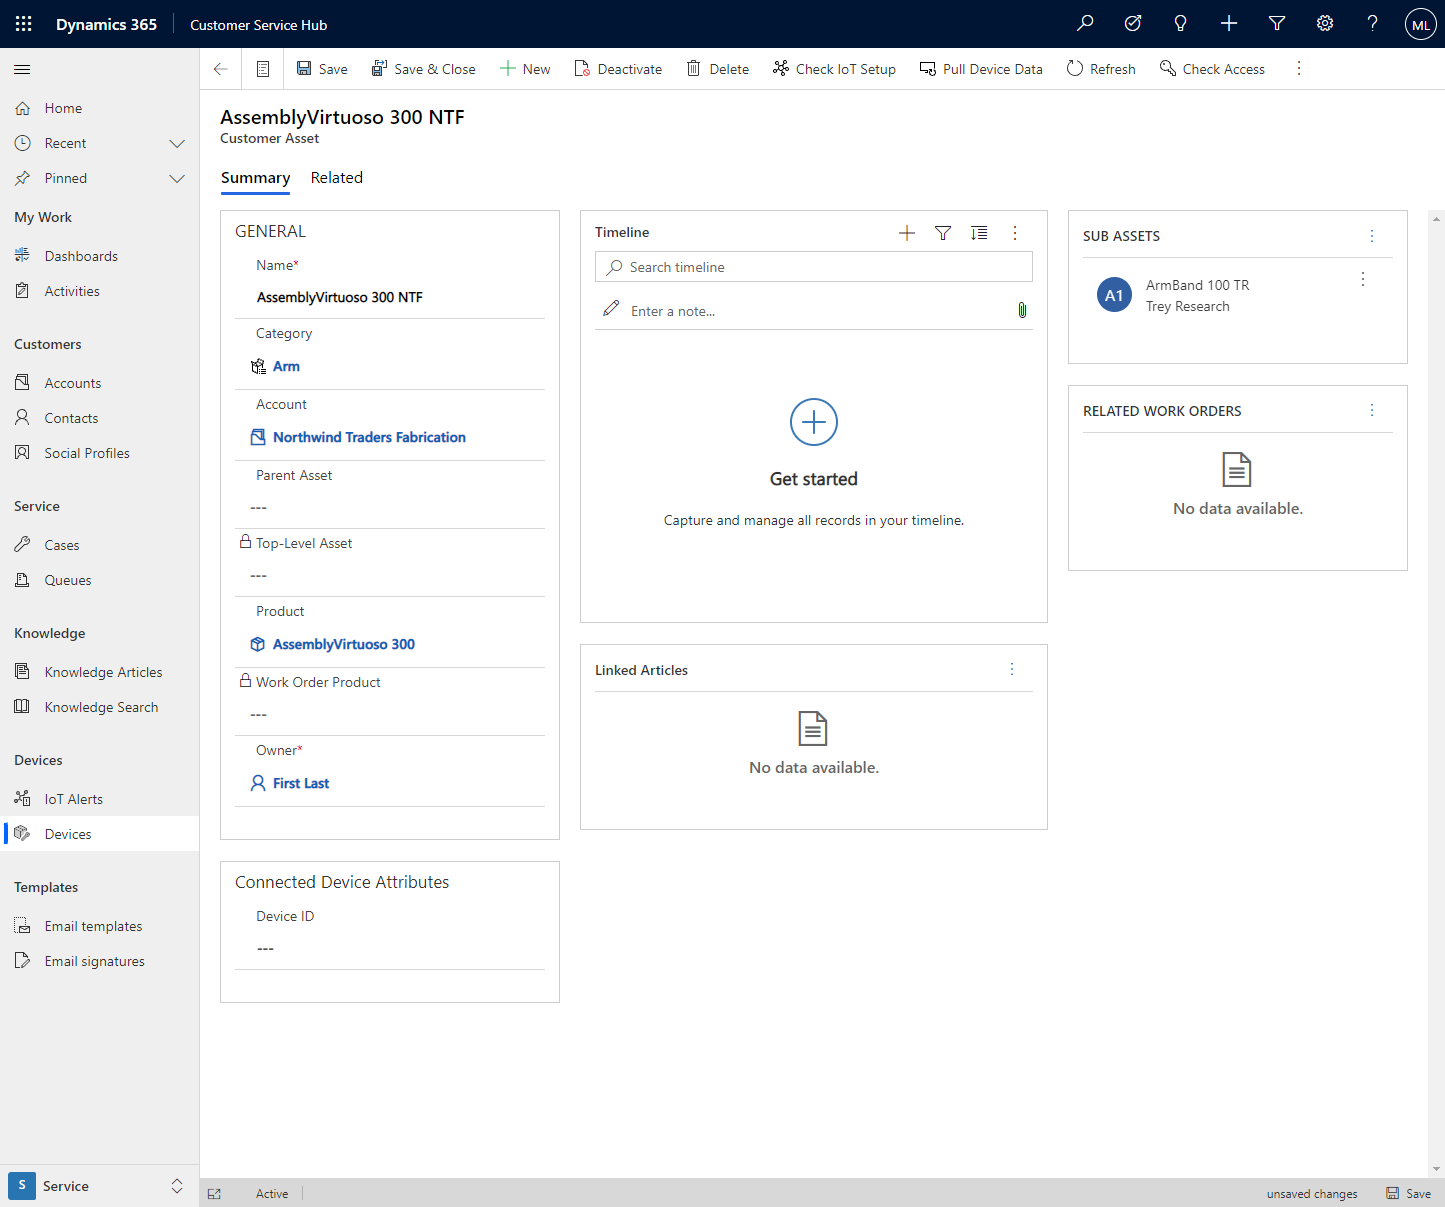 Dynamics 365
Customer Service Hub
ML
Save
Save & Close
New
Deactivate
Delete
Check IoT Setup
Pull Device Data
Refresh
Check Access
Home
Recent
Pinned
My Work
Dashboards
Activities
Customers
Accounts
Contacts
Social Profiles
Service
Cases
Queues
Knowledge
Knowledge Articles
Knowledge Search
Devices
IoT Alerts
Devices
Templates
Email templates
Email signatures
S
Service
AssemblyVirtuoso 300 NTF
Customer Asset
Summary
Related
GENERAL
Name*
AssemblyVirtuoso 300 NTF
Category
Arm
Account
Northwind Traders Fabrication
Parent Asset
---
Top-Level Asset
---
Product
AssemblyVirtuoso 300
Work Order Product
---
Owner*
First Last
Connected Device Attributes
Device ID
---
Timeline
Search timeline
Enter a note...
Get started
Capture and manage all records in your timeline.
Linked Articles
No data available.
SUB ASSETS
A1
ArmBand 100 TR
Trey Research
RELATED WORK ORDERS
No data available.
Active
unsaved changes
Save